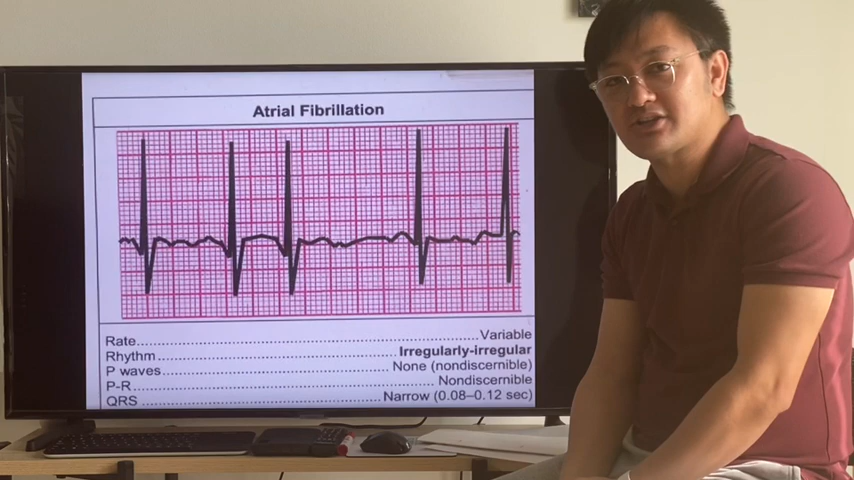 Atrial Fibrillation
Rate........................................................Variable
Rhythm........................................Irregularly-irregular
P waves......................................None (nondiscernible)
P-R................................................Nondiscernible
QRS........................................Narrow (0.08–0.12 sec)